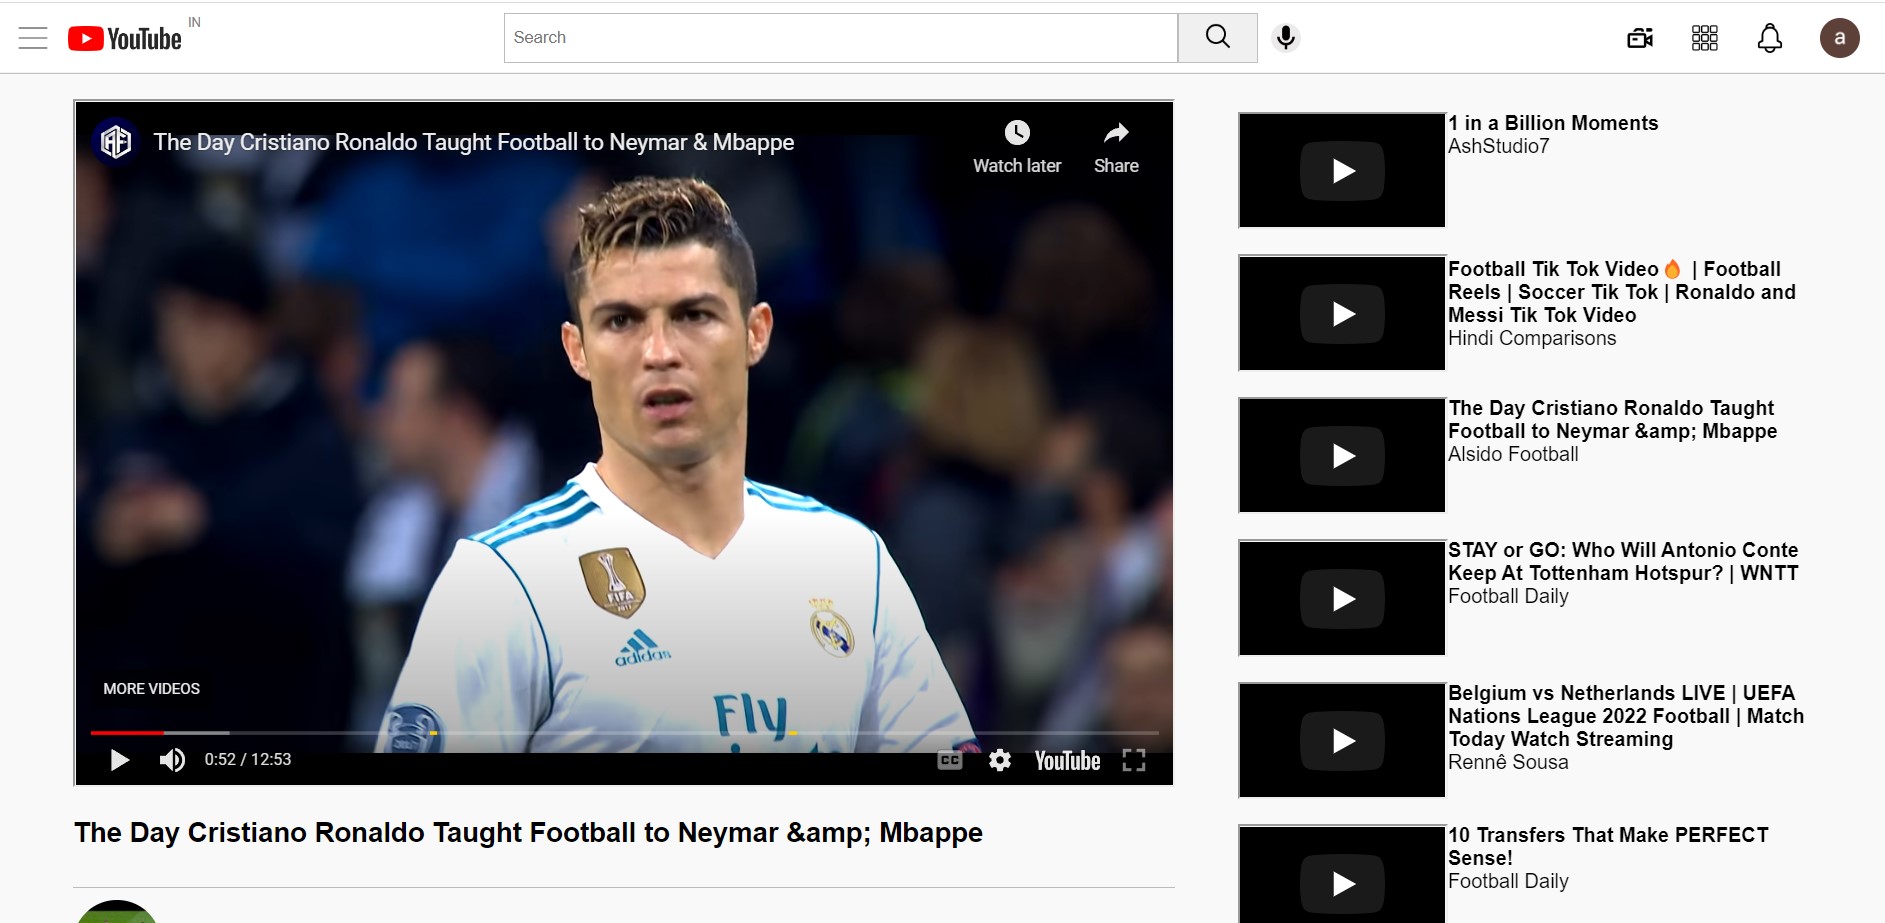 YouTube IN
Search
a
The Day Cristiano Ronaldo Taught Football to Neymar & Mbappe
Watch later
Share
FIFA
2017
adidas
Fly
MORE VIDEOS
0:52 / 12:53
CC
YouTube
The Day Cristiano Ronaldo Taught Football to Neymar &amp; Mbappe
1 in a Billion Moments
AshStudio7
Football Tik Tok Video🔥 | Football
Reels | Soccer Tik Tok | Ronaldo and
Messi Tik Tok Video
Hindi Comparisons
The Day Cristiano Ronaldo Taught
Football to Neymar &amp; Mbappe
Alsido Football
STAY or GO: Who Will Antonio Conte
Keep At Tottenham Hotspur? | WNTT
Football Daily
Belgium vs Netherlands LIVE | UEFA
Nations League 2022 Football | Match
Today Watch Streaming
Rennê Sousa
10 Transfers That Make PERFECT
Sense!
Football Daily